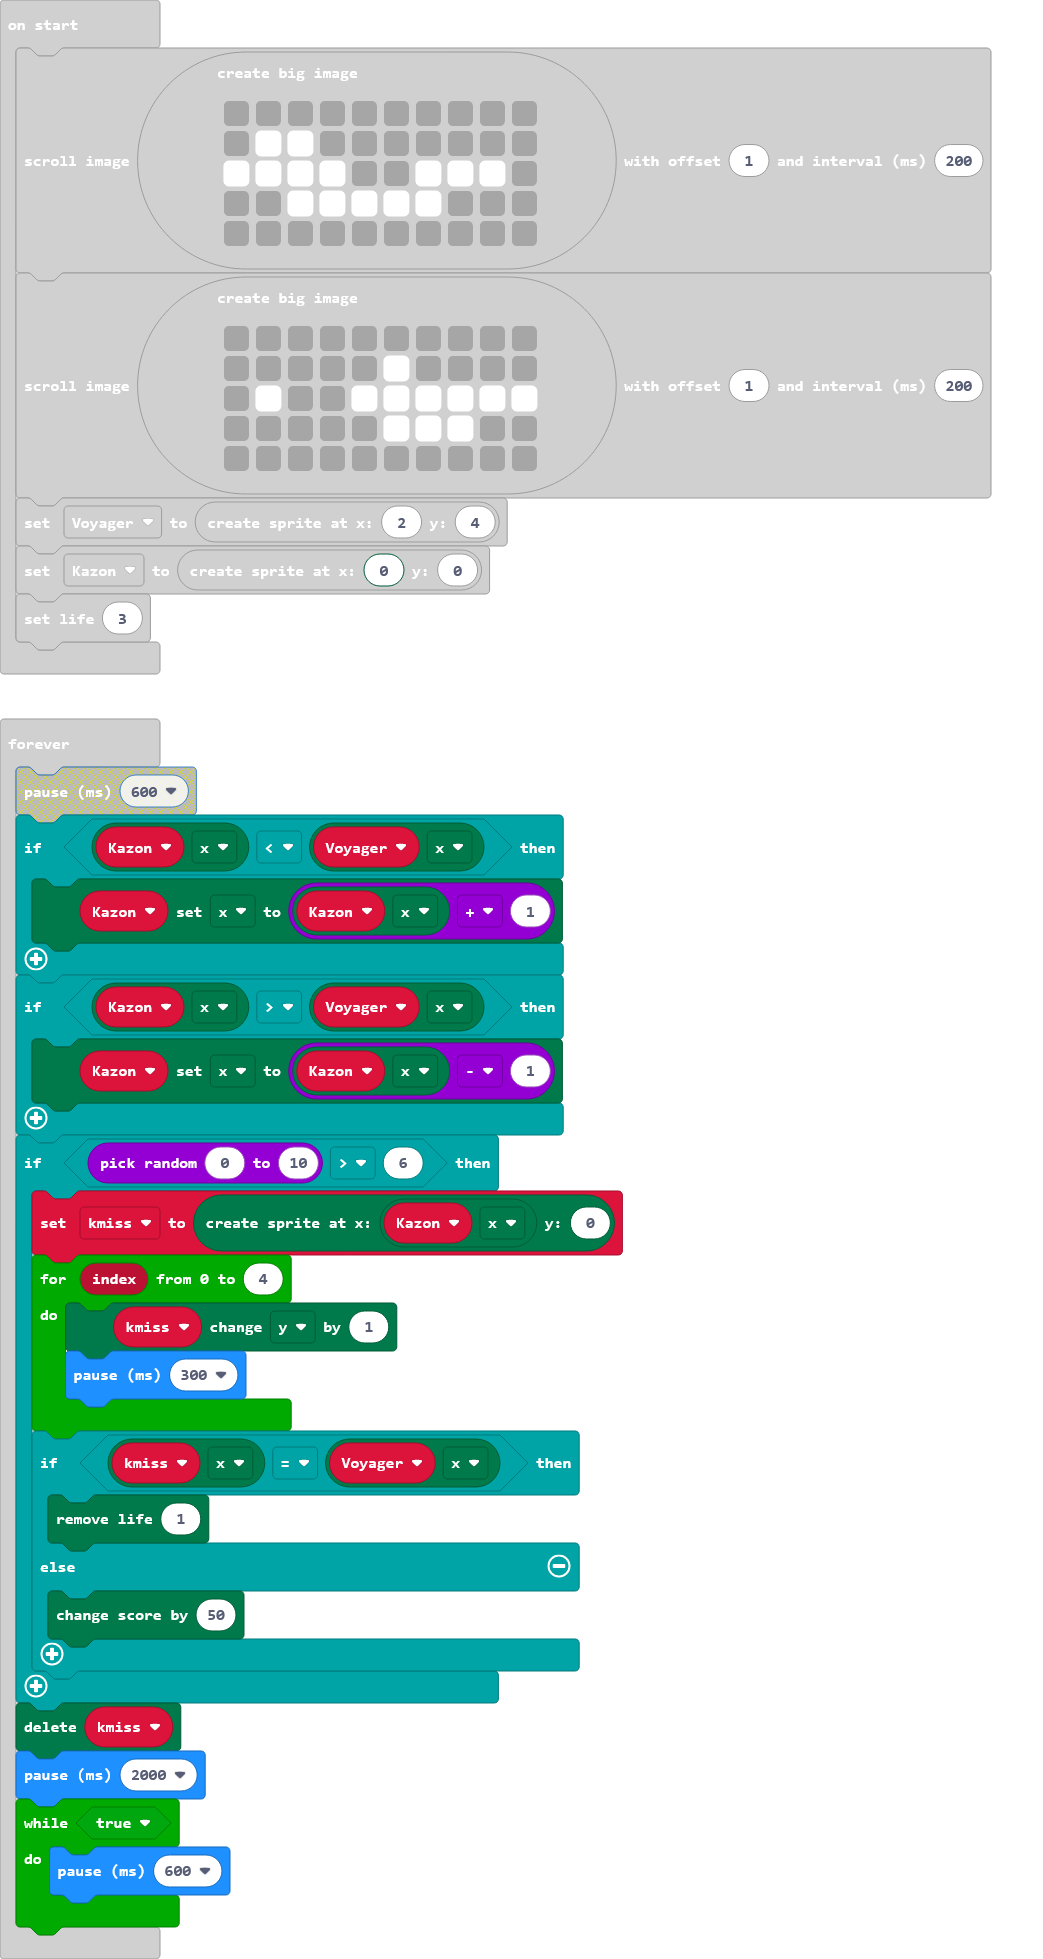 on start
create big image
scroll image with offset 1 and interval (ms) 200
create big image
scroll image with offset 1 and interval (ms) 200
set Voyager to create sprite at x: 2 y: 4
set Kazon to create sprite at x: 0 y: 0
set life 3
forever
pause (ms) 600
if Kazon x < Voyager x then
Kazon set x to Kazon x + 1
if Kazon x > Voyager x then
Kazon set x to Kazon x - 1
if pick random 0 to 10 > 6 then
set kmiss to create sprite at x: Kazon x y: 0
for index from 0 to 4
do
kmiss change y by 1
pause (ms) 300
if kmiss x = Voyager x then
remove life 1
else
change score by 50
delete kmiss
pause (ms) 2000
while true
do
pause (ms) 600